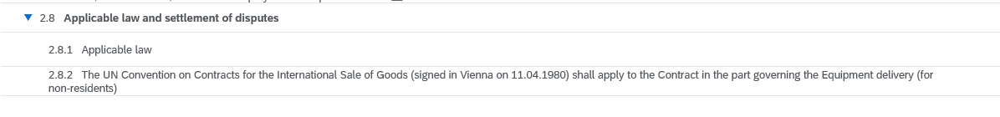 2.8 Applicable law and settlement of disputes
2.8.1 Applicable law
2.8.2 The UN Convention on Contracts for the International Sale of Goods (signed in Vienna on 11.04.1980) shall apply to the Contract in the part governing the Equipment delivery (for
non-residents)